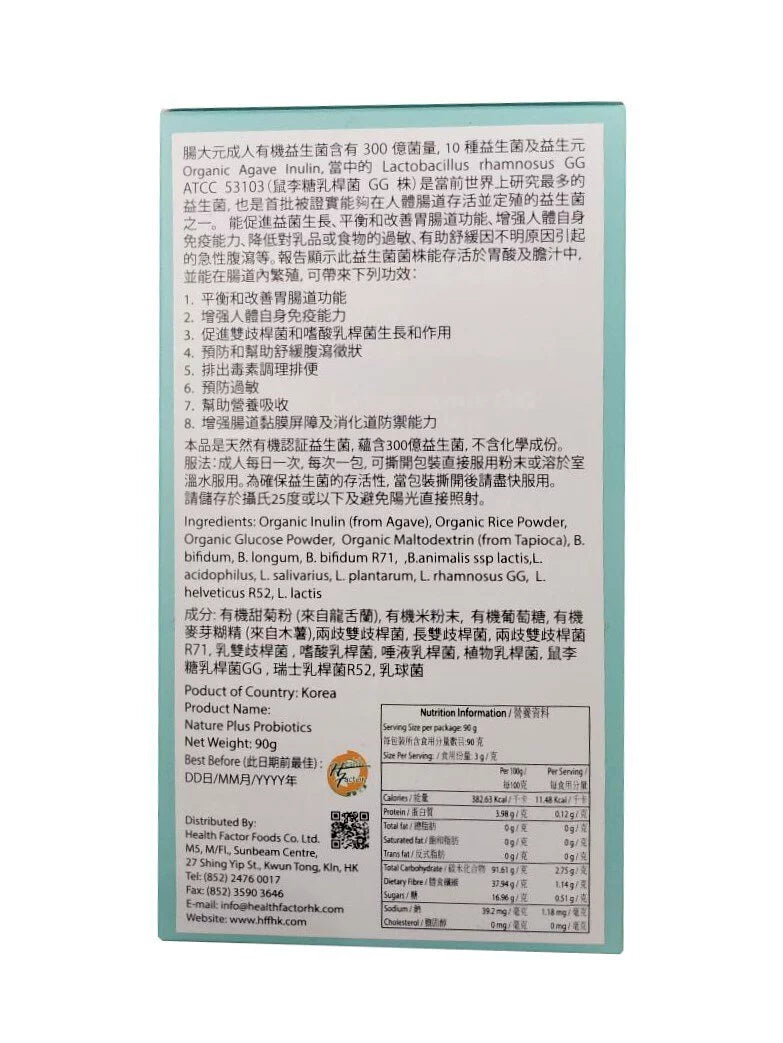 腸大元成人有機益生菌含有 300 億菌量, 10 種益生菌及益生元
Organic Agave Inulin, 當中的 Lactobacillus rhamnosus GG
ATCC 53103 (鼠李糖乳桿菌 GG 株) 是當前世界上研究最多的
益生菌, 也是首批被證實能夠在人體腸道存活並定殖的益生菌
之一。 能促進益菌生長、平衡和改善胃腸道功能、增强人體自身
免疫能力、降低對乳品或食物的過敏、有助舒緩因不明原因引起
的急性腹瀉等。報告顯示此益生菌菌株能存活於胃酸及膽汁中,
並能在腸道內繁殖, 可帶來下列功效:
1. 平衡和改善胃腸道功能
2. 增强人體自身免疫能力
3. 促進雙歧桿菌和嗜酸乳桿菌生長和作用
4. 預防和幫助舒緩腹瀉徵狀
5. 排出毒素調理排便
6. 預防過敏
7. 幫助營養吸收
8. 增强腸道黏膜屏障及消化道防禦能力
本品是天然有機認証益生菌, 蘊含300億益生菌, 不含化學成份。
服法: 成人每日一次, 每次一包, 可撕開包裝直接服用粉末或溶於室
溫水服用。為確保益生菌的存活性, 當包裝撕開後請盡快服用。
請儲存於攝氏25度或以下及避免陽光直接照射。
Ingredients: Organic Inulin (from Agave), Organic Rice Powder,
Organic Glucose Powder, Organic Maltodextrin (from Tapioca), B.
bifidum, B. longum, B. bifidum R71, ,B.animalis ssp lactis,L.
acidophilus, L. salivarius, L. plantarum, L. rhamnosus GG, L.
helveticus R52, L. lactis
成分: 有機甜菊粉 (來自龍舌蘭), 有機米粉末, 有機葡萄糖, 有機
麥芽糊精 (來自木薯),兩歧雙歧桿菌, 長雙歧桿菌, 兩歧雙歧桿菌
R71, 乳雙歧桿菌 , 嗜酸乳桿菌, 唾液乳桿菌, 植物乳桿菌, 鼠李
糖乳桿菌GG , 瑞士乳桿菌R52, 乳球菌
Poduct of Country: Korea
Product Name:
Nature Plus Probiotics
Net Weight: 90g
Best Before (此日期前最佳) :
DD日/MM月/YYYY年
Health Factor
Distributed By:
Health Factor Foods Co. Ltd.
M5, M/Fl., Sunbeam Centre,
27 Shing Yip St., Kwun Tong, Kln, HK
Tel: (852) 2476 0017
Fax: (852) 3590 3646
E-mail: info@healthfactorhk.com
Website: www.hffhk.com
Nutrition Information / 營養資料
Serving Size per package: 90 g
每包裝所含食用分量數目: 90 克
Size Per Serving: / 食用份量: 3 g / 克
Per 100g / Per Serving /
每100克 每食用分量
Calories / 能量 382.63 Kcal / 千卡 11.48 Kcal / 千卡
Protein / 蛋白質 3.98 g / 克 0.12 g / 克
Total fat / 總脂肪 0 g / 克 0 g / 克
Saturated fat / 飽和脂肪 0 g / 克 0 g / 克
Trans fat / 反式脂肪 0 g / 克 0 g / 克
Total Carbohydrate / 碳水化合物 91.61 g / 克 2.75 g / 克
Dietary Fibre / 膳食纖維 37.94 g / 克 1.14 g / 克
Sugars / 糖 16.96 g / 克 0.51 g / 克
Sodium / 鈉 39.2 mg / 毫克 1.18 mg / 毫克
Cholesterol / 膽固醇 0 mg / 毫克 0 mg / 毫克